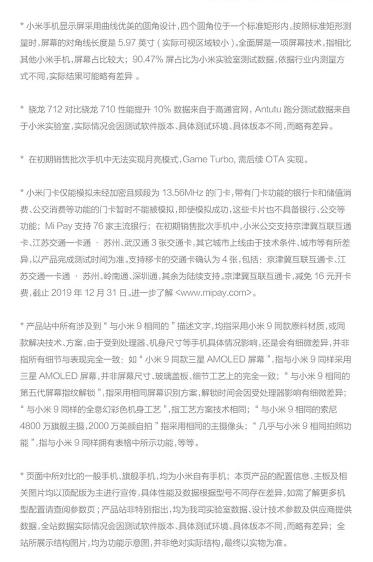 * 小米手机显示屏采用曲线优美的圆角设计，四个圆角位于一个标准矩形内，按照标准矩形测
量时，屏幕的对角线长度是 5.97 英寸（实际可视区域较小）。全面屏是一项屏幕技术，指相比
其他小米手机，屏幕占比较大；90.47% 屏占比为小米实验室测试数据，依据行业内测量方
式不同，实际结果可能略有差异 。
* 骁龙 712 对比骁龙 710 性能提升 10% 数据来自于高通官网，Antutu 跑分测试数据来自
于小米实验室，实际情况会因测试软件版本、具体测试环境、具体版本不同，而略有差异。
* 在初期销售批次手机中无法实现月亮模式、Game Turbo, 需后续 OTA 实现。
* 小米门卡仅能模拟未经加密且频段为 13.56MHz 的门卡，带有门卡功能的银行卡和储值消
费、公交消费等功能的门卡暂时不能被模拟，即使模拟成功，这些卡片也不具备银行、公交等
功能； Mi Pay 支持 76 家主流银行； 在初期销售批次手机中，小米公交支持京津冀互联互通
卡、江苏交通一卡通 · 苏州、武汉通 3 张交通卡，其它城市上线由于技术条件、城市等有所差
异，以产品完成测试时间为准。支持移卡的交通卡确认为 4 张，包括：京津冀互联互通卡、江
苏交通一卡通 · 苏州、岭南通、深圳通，其余为陆续支持。京津冀互联互通卡，减免 16 元开卡
费，截止 2019 年 12 月 31 日。进一步了解 <www.mipay.com>。
* 产品站中所有涉及到 “ 与小米 9 相同的 ” 描述文字，均指采用小米 9 同款原料材质，或同
款解决技术、方案，由于受到处理器、机身尺寸等手机具体情况影响，还是会有细微差异，并非
指所有细节与表现完全一致： 如 “ 小米 9 同款三星 AMOLED 屏幕 ”，指与小米 9 同样采用
三星 AMOLED 屏幕，并非屏幕尺寸、玻璃盖板、细节工艺上的完全一致； “ 与小米 9 相同的
第五代屏幕指纹解锁 ”，指采用相同屏幕识别方案，解锁时间会因受处理器影响有细微差异；
“ 与小米 9 同样的全息幻彩色机身工艺 ”，指工艺方案技术相同； “ 与小米 9 相同的索尼
4800 万旗舰主摄，2000 万美颜自拍 ” 指采用相同的主摄像头； “ 几乎与小米 9 相同拍照功
能 ”，指与小米 9 同样拥有表格中所示功能，等等。
* 页面中所对比的一般手机、旗舰手机，均为小米自有手机； 本页产品的配置信息、主板及相
关图片均以顶配版为主进行宣传，具体性能及数据根据型号不同存在差异，如需了解更多机
型配置请查阅参数页； 产品站非特别指出，均为我司实验室数据、设计技术参数及供应商提供
数据，全站数据实际情况会因测试软件版本、具体测试环境、具体版本不同，而略有差异； 全
站所展示结构图片，均为功能示意图，并非绝对实际结构，最终以实物为准。